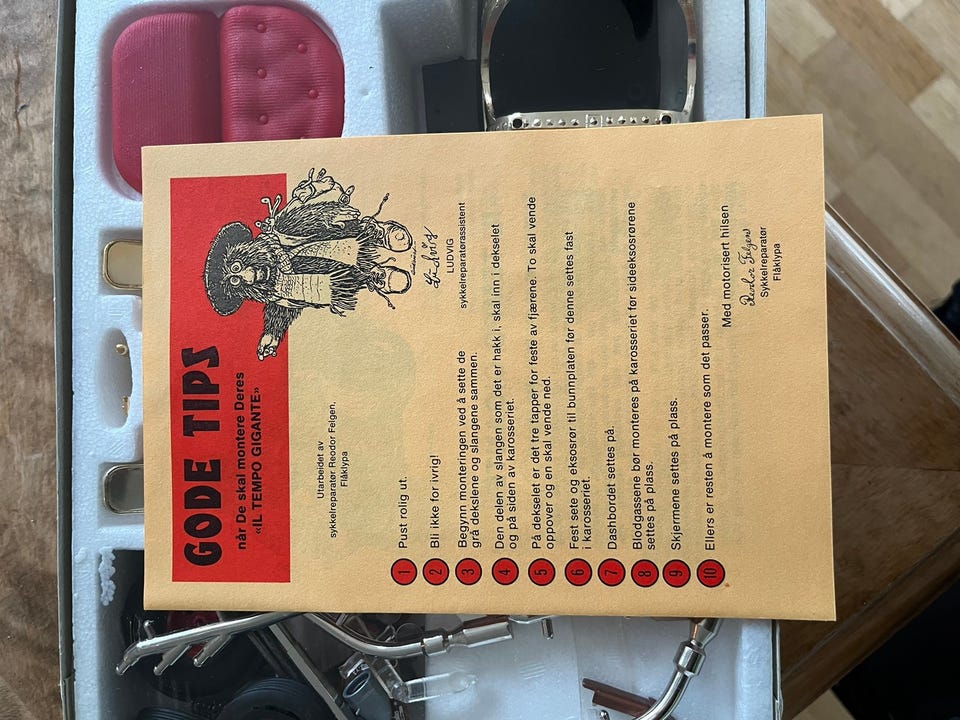 GODE TIPS
når De skal montere Deres
«IL TEMPO GIGANTE»
Utarbeidet av
sykkelreparatør Reodor Felgen,
Flåklypa
Ludvig
LUDVIG
sykkelreparatørassistent
1 Pust rolig ut.
2 Bli ikke for ivrig!
3 Begynn monteringen ved å sette de
grå dekslene og slangene sammen.
4 Den delen av slangen som det er hakk i, skal inn i dekselet
og på siden av karosseriet.
5 På dekselet er det tre tapper for feste av fjærene. To skal vende
oppover og en skal vende ned.
6 Fest sete og eksosrør til bunnplaten før denne settes fast
i karosseriet.
7 Dashbordet settes på.
8 Blodgassene bør monteres på karosseriet før sideeksosrørene
settes på plass.
9 Skjermene settes på plass.
10 Ellers er resten å montere som det passer.
Med motorisert hilsen
Reodor Felgen
Sykkelreparatør
Flåklypa